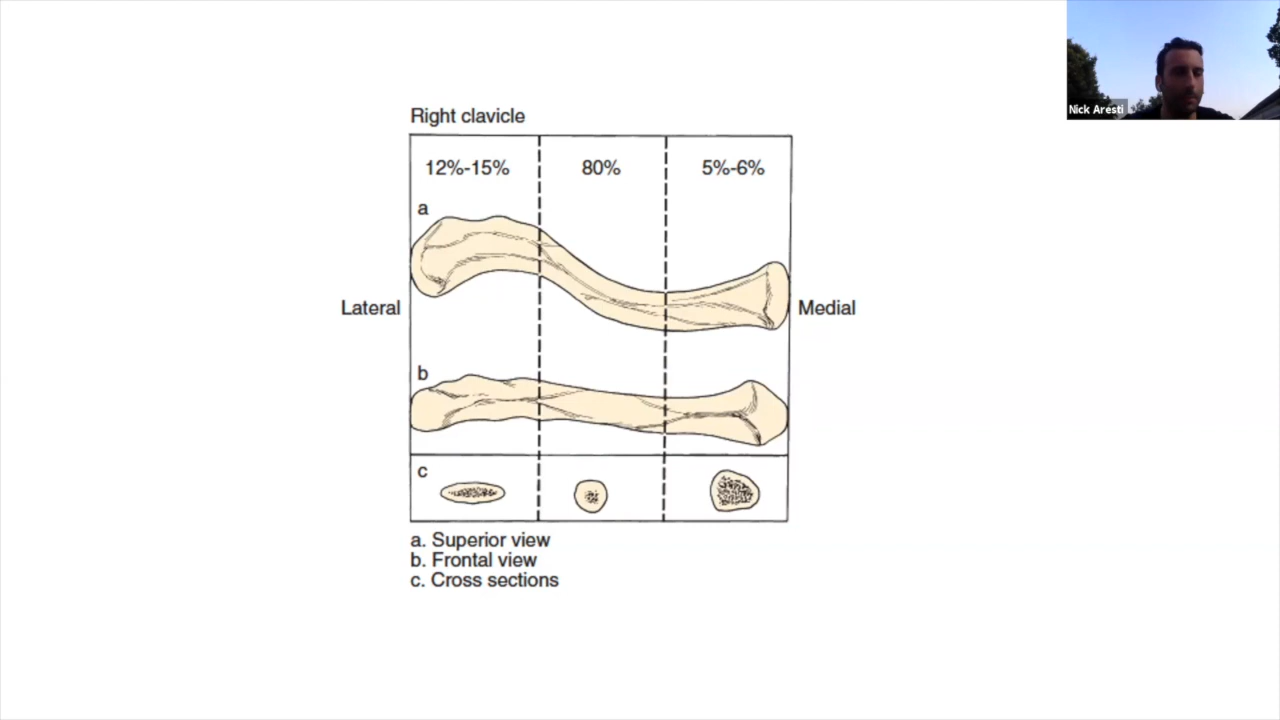 Nick Aresti
Right clavicle
12%-15% 80% 5%-6%
a
Lateral Medial
b
c
a. Superior view
b. Frontal view
c. Cross sections